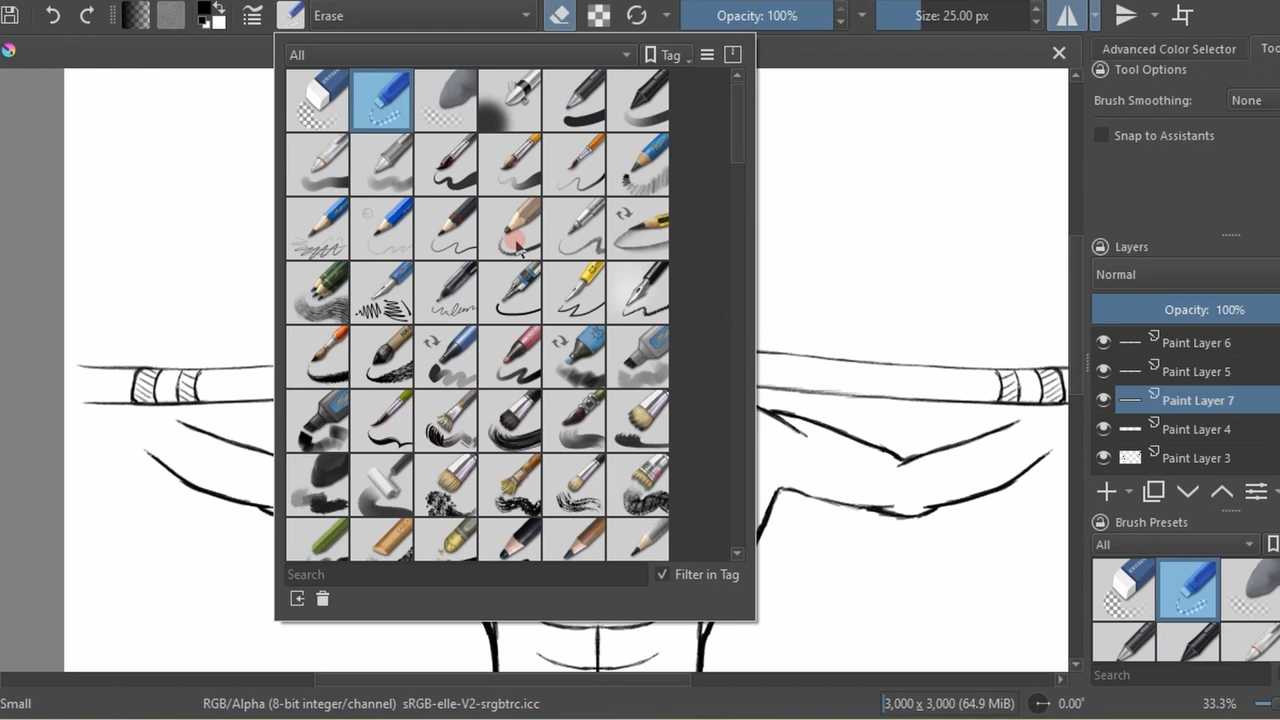 Erase
Opacity: 100%
Size: 25.00 px
All
Tag
Advanced Color Selector
Too
Tool Options
Brush Smoothing:
None
Snap to Assistants
Layers
Normal
Opacity: 100%
Paint Layer 6
Paint Layer 5
Paint Layer 7
Paint Layer 4
Paint Layer 3
Brush Presets
All
Search
Filter in Tag
Search
Small
RGB/Alpha (8-bit integer/channel) sRGB-elle-V2-srgbtrc.icc
3,000 x 3,000 (64.9 MiB)
0.00°
33.3%